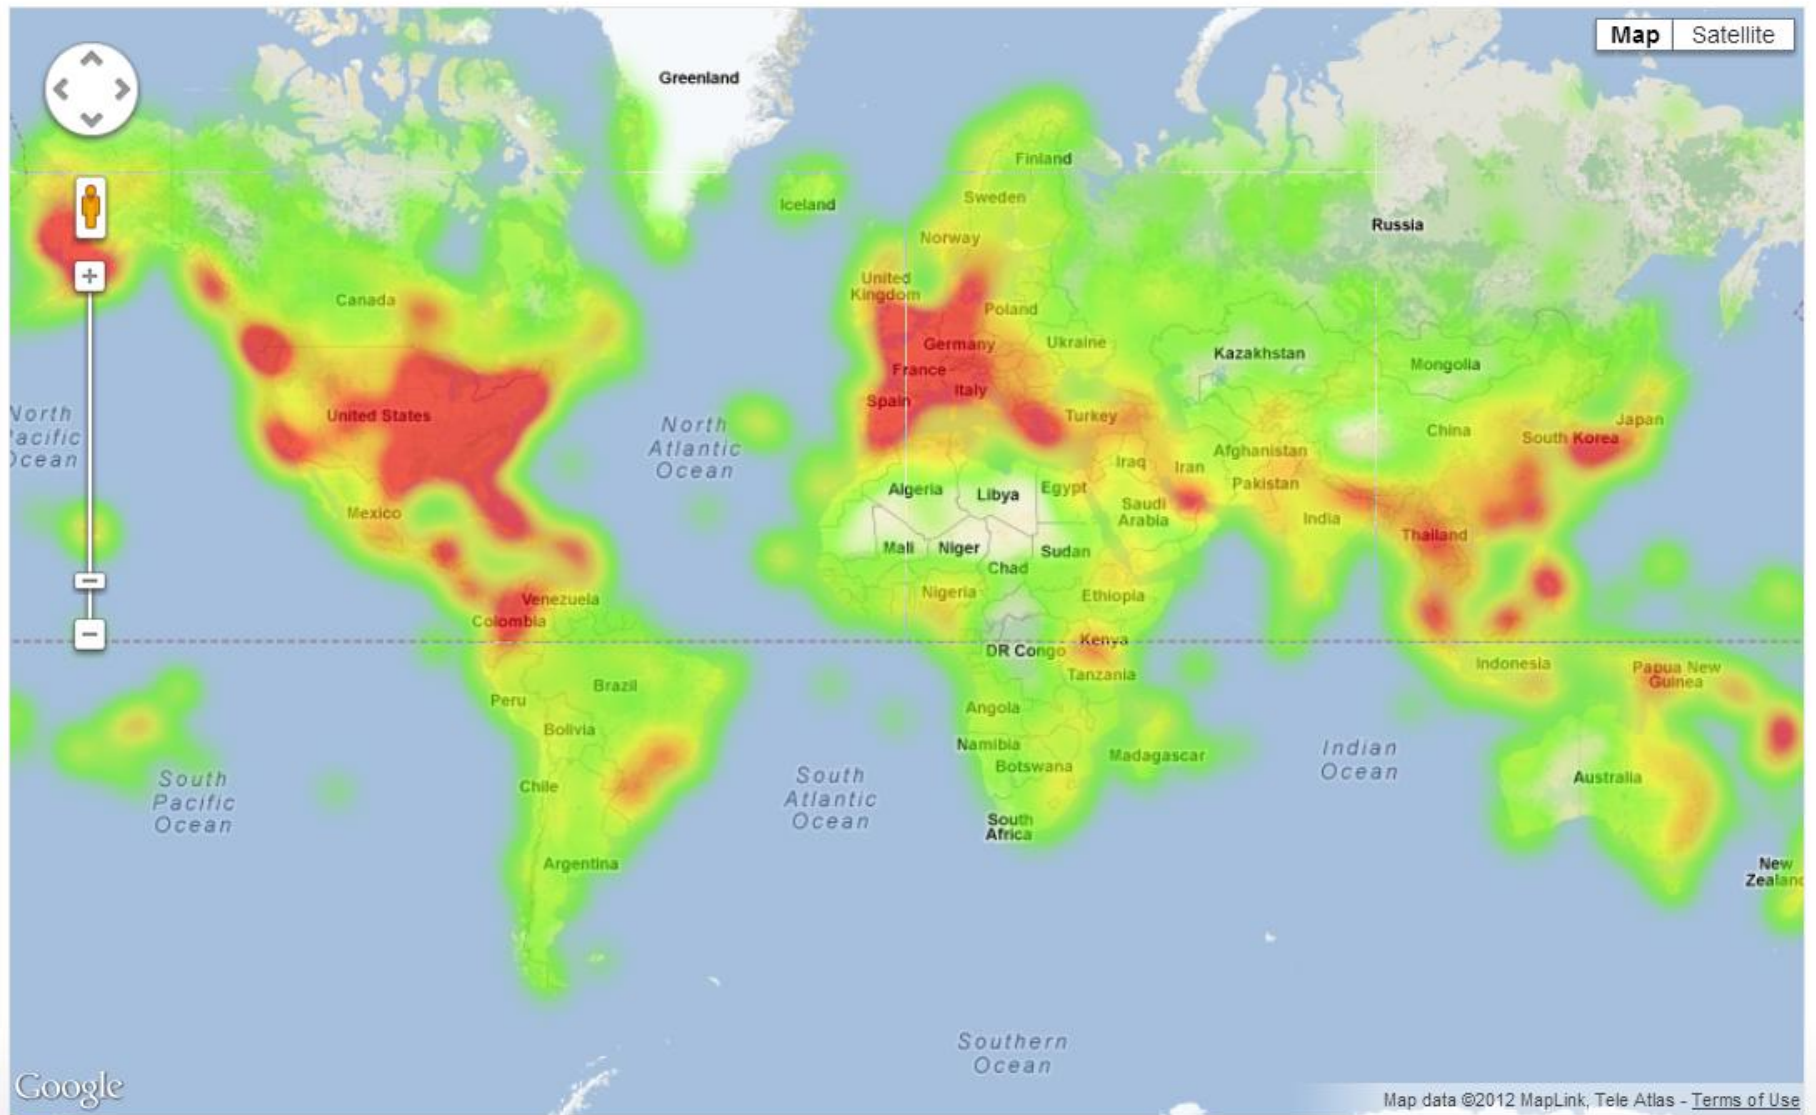 Map Satellite
Greenland
Finland
Iceland
Sweden
Russia
Norway
United
Kingdom
Canada
Poland
Germany
Ukraine
Kazakhstan
Mongolia
France
Italy
Spain
United States
Turkey
Japan
North
Pacific
Ocean
North
Atlantic
Ocean
China
South Korea
Afghanistan
Iraq
Iran
Algeria
Libya
Egypt
Pakistan
Saudi
Arabia
Mexico
India
Thailand
Mali
Niger
Sudan
Chad
Venezuela
Nigeria
Ethiopia
Colombia
Kenya
DR Congo
Indonesia
Papua New
Guinea
Tanzania
Brazil
Peru
Angola
Bolivia
Namibia
Botswana
Madagascar
Indian
Ocean
Chile
South
Pacific
Ocean
South
Atlantic
Ocean
Australia
South
Africa
Argentina
New
Zealand
Southern
Ocean
Google
Map data ©2012 MapLink, Tele Atlas - Terms of Use